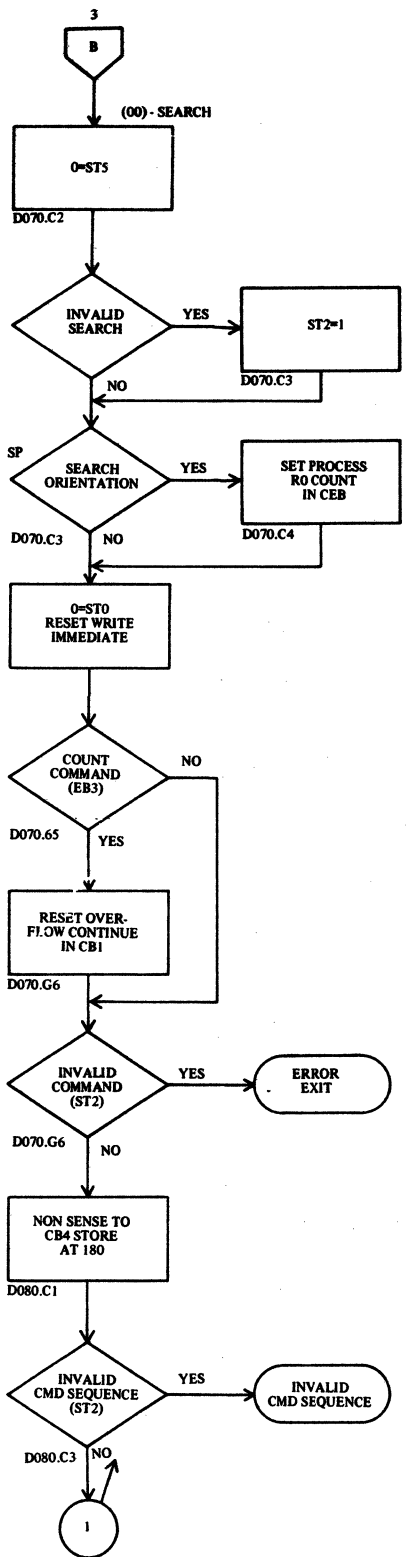 3
B
(00) - SEARCH
0=ST5
D070.C2
INVALID
SEARCH
YES
ST2=1
D070.C3
NO
SP
SEARCH
ORIENTATION
YES
SET PROCESS
R0 COUNT
IN CEB
D070.C3
NO
D070.C4
0=ST0
RESET WRITE
IMMEDIATE
COUNT
COMMAND
(EB3)
NO
D070.65
YES
RESET OVER-
FLOW CONTINUE
IN CB1
D070.G6
INVALID
COMMAND
(ST2)
YES
ERROR
EXIT
D070.G6
NO
NON SENSE TO
CB4 STORE
AT 180
D080.C1
INVALID
CMD SEQUENCE
(ST2)
YES
INVALID
CMD SEQUENCE
D080.C3
NO
1